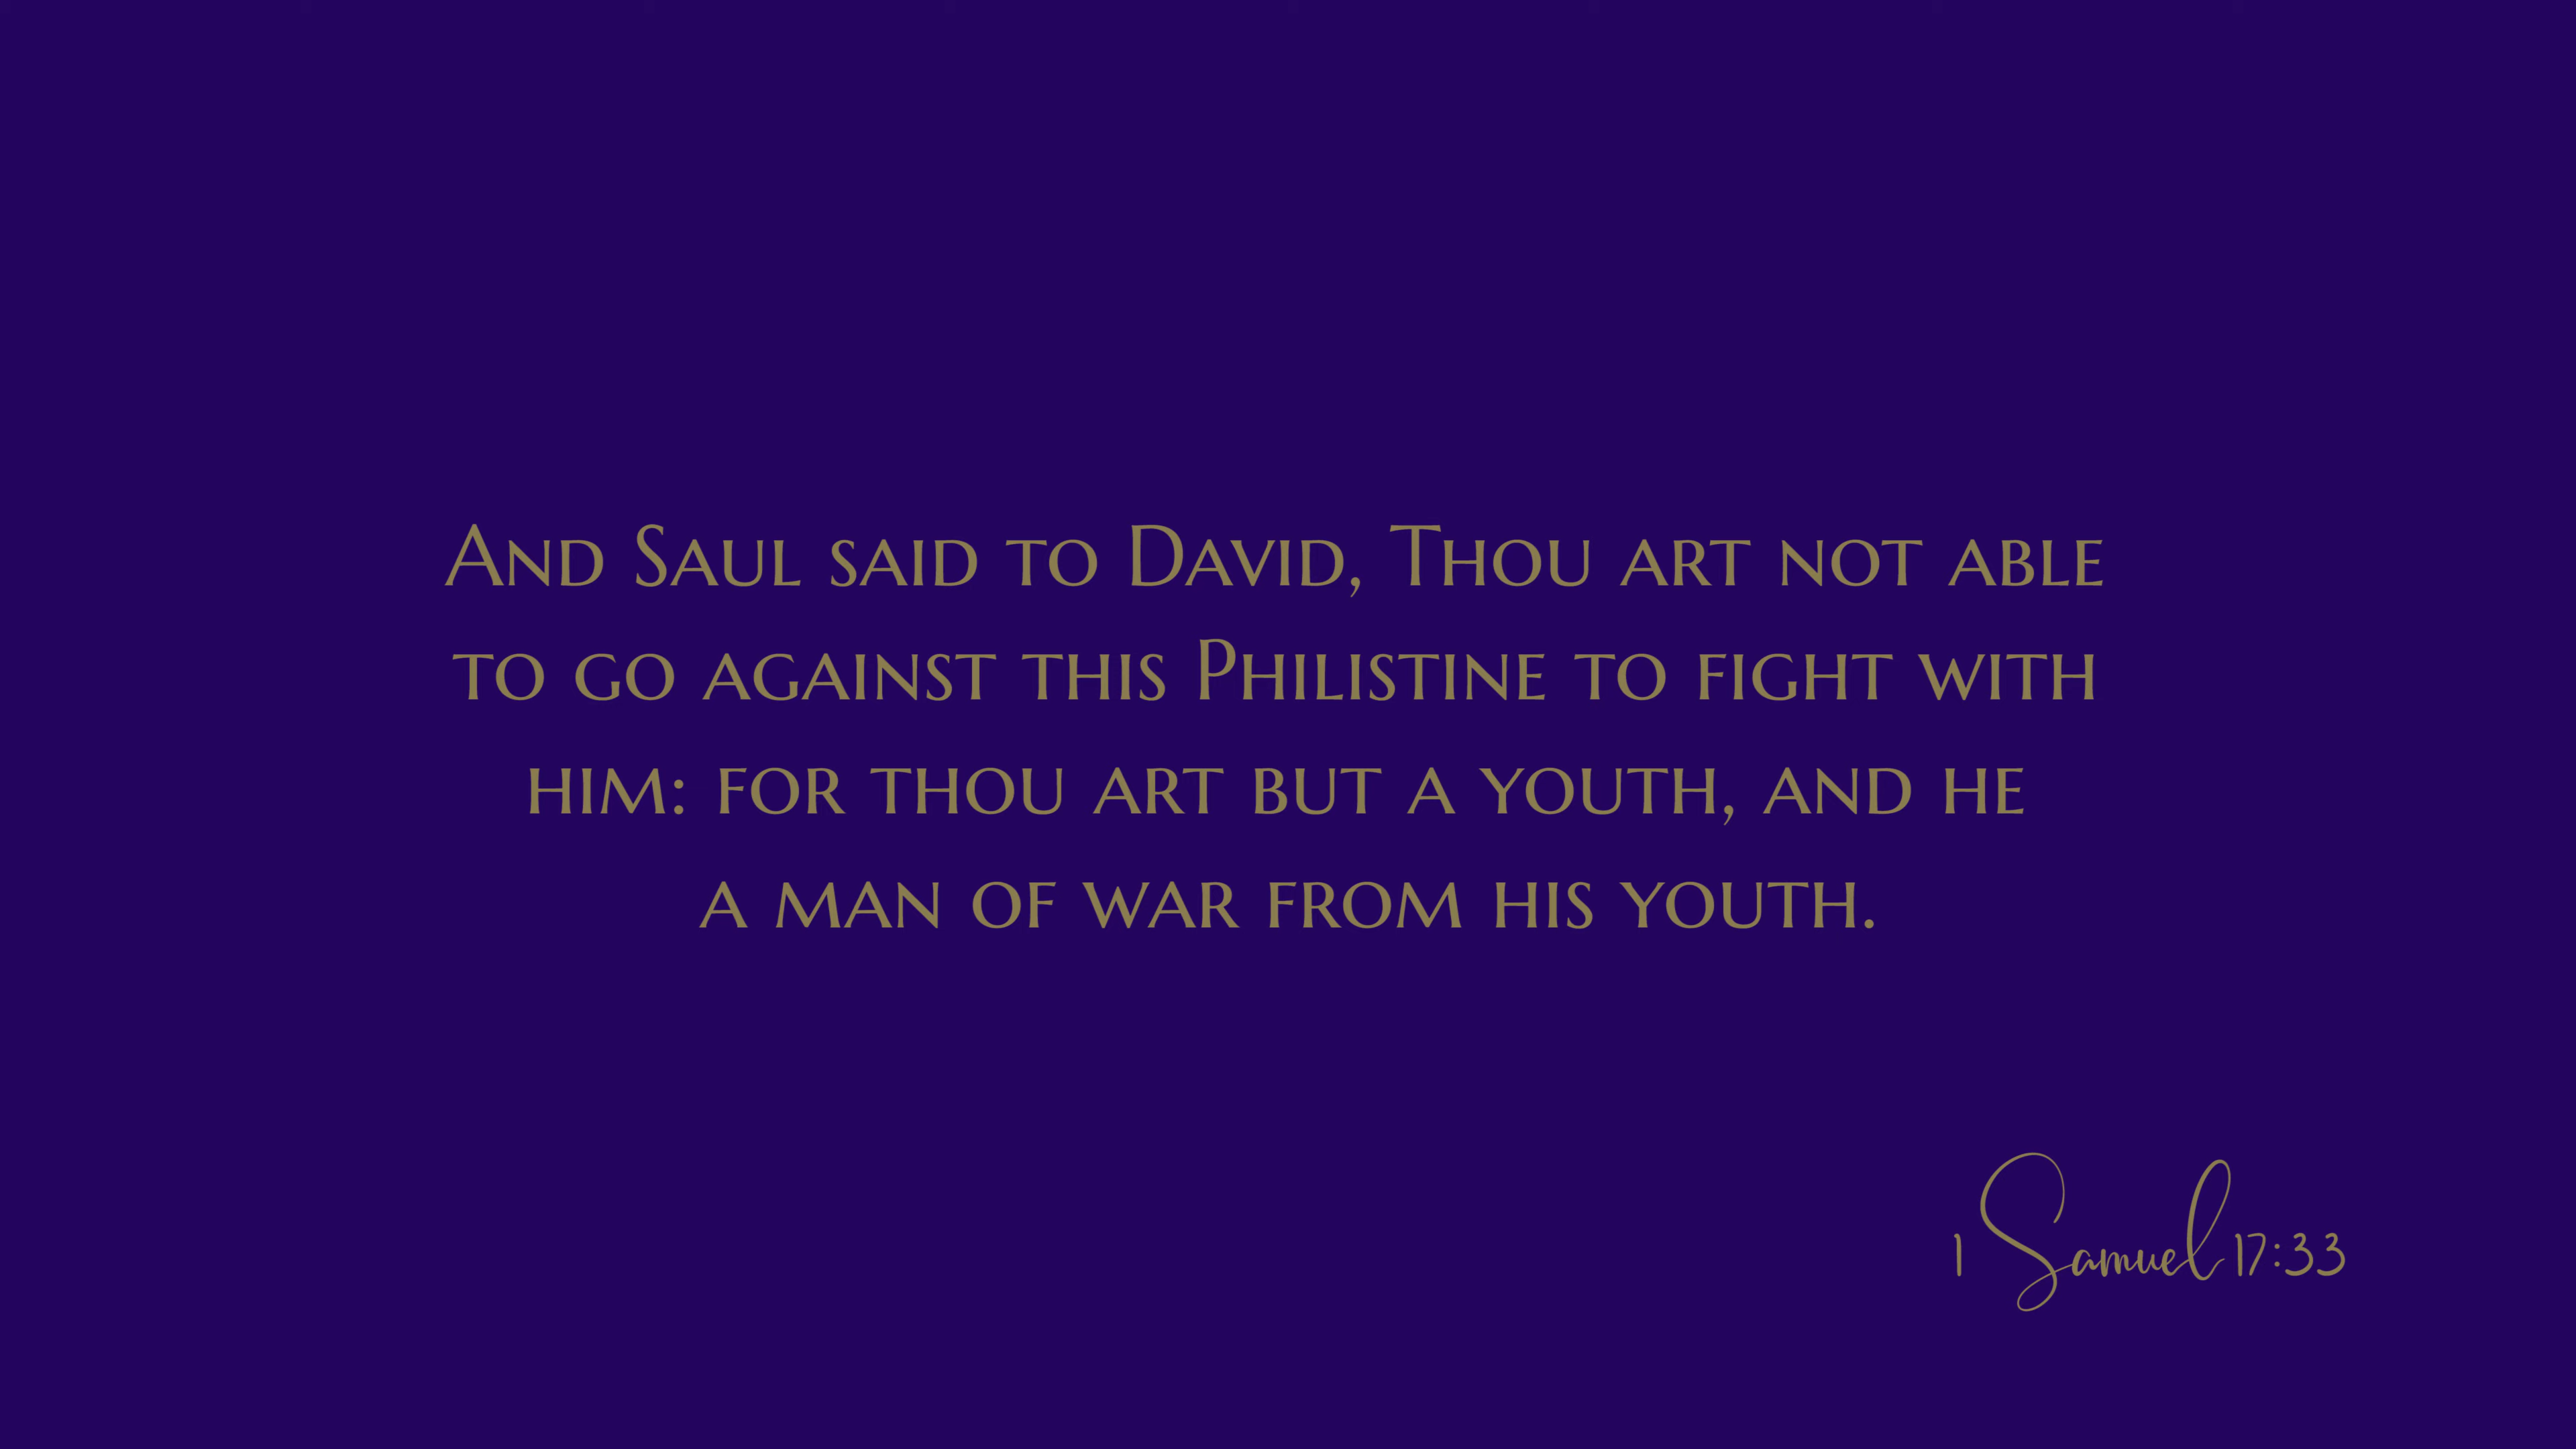 And Saul said to David, Thou art not able
to go against this Philistine to fight with
him: for thou art but a youth, and he
a man of war from his youth.
1 Samuel 17:33